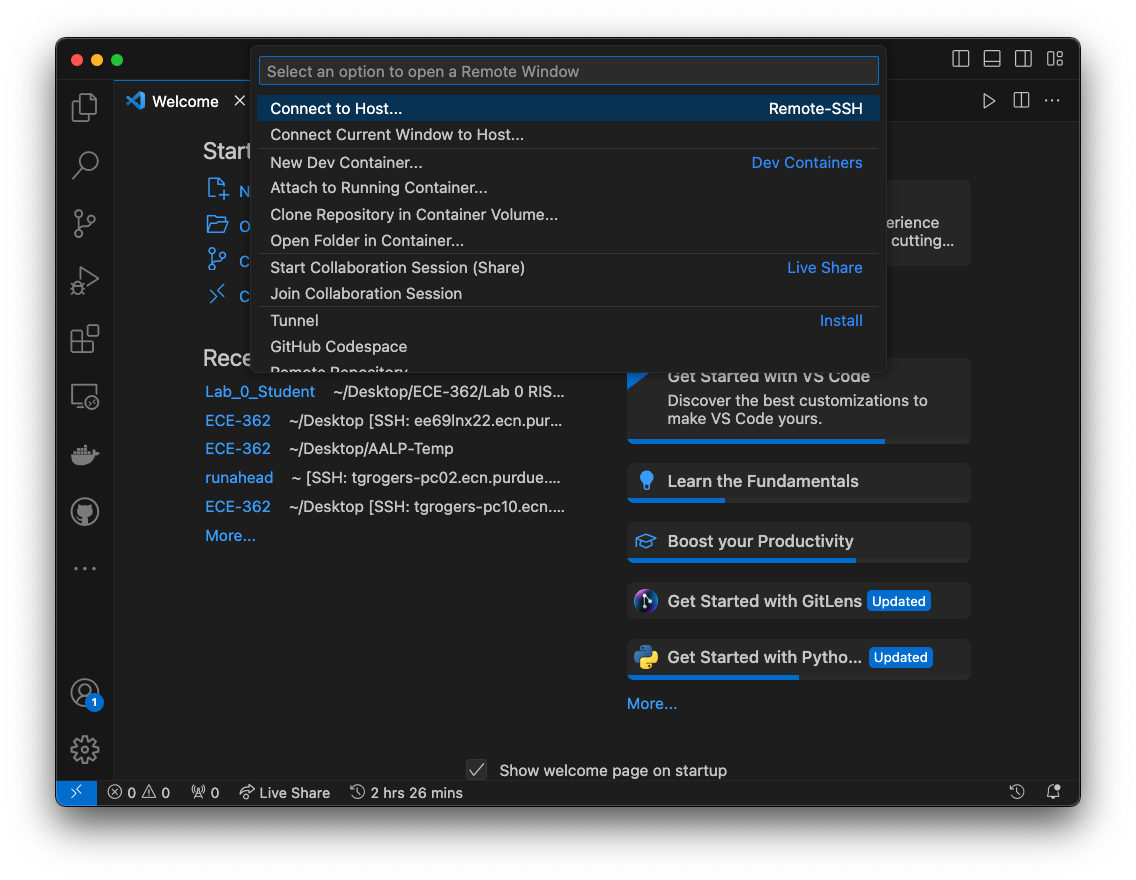 Select an option to open a Remote Window
Welcome
Connect to Host... Remote-SSH
Connect Current Window to Host...
New Dev Container... Dev Containers
Attach to Running Container...
Clone Repository in Container Volume...
Open Folder in Container...
Start Collaboration Session (Share) Live Share
Join Collaboration Session
Tunnel Install
GitHub Codespace
Remote Repository
Start
N
O
C
C
erience
cutting...
Rece
Lab_0_Student ~/Desktop/ECE-362/Lab 0 RIS...
ECE-362 ~/Desktop [SSH: ee69lnx22.ecn.pur...
ECE-362 ~/Desktop/AALP-Temp
runahead ~ [SSH: tgrogers-pc02.ecn.purdue....
ECE-362 ~/Desktop [SSH: tgrogers-pc10.ecn....
More...
Get Started with VS Code
Discover the best customizations to
make VS Code yours.
Learn the Fundamentals
Boost your Productivity
Get Started with GitLens Updated
Get Started with Pytho... Updated
More...
1
Show welcome page on startup
0 0 0 Live Share 2 hrs 26 mins